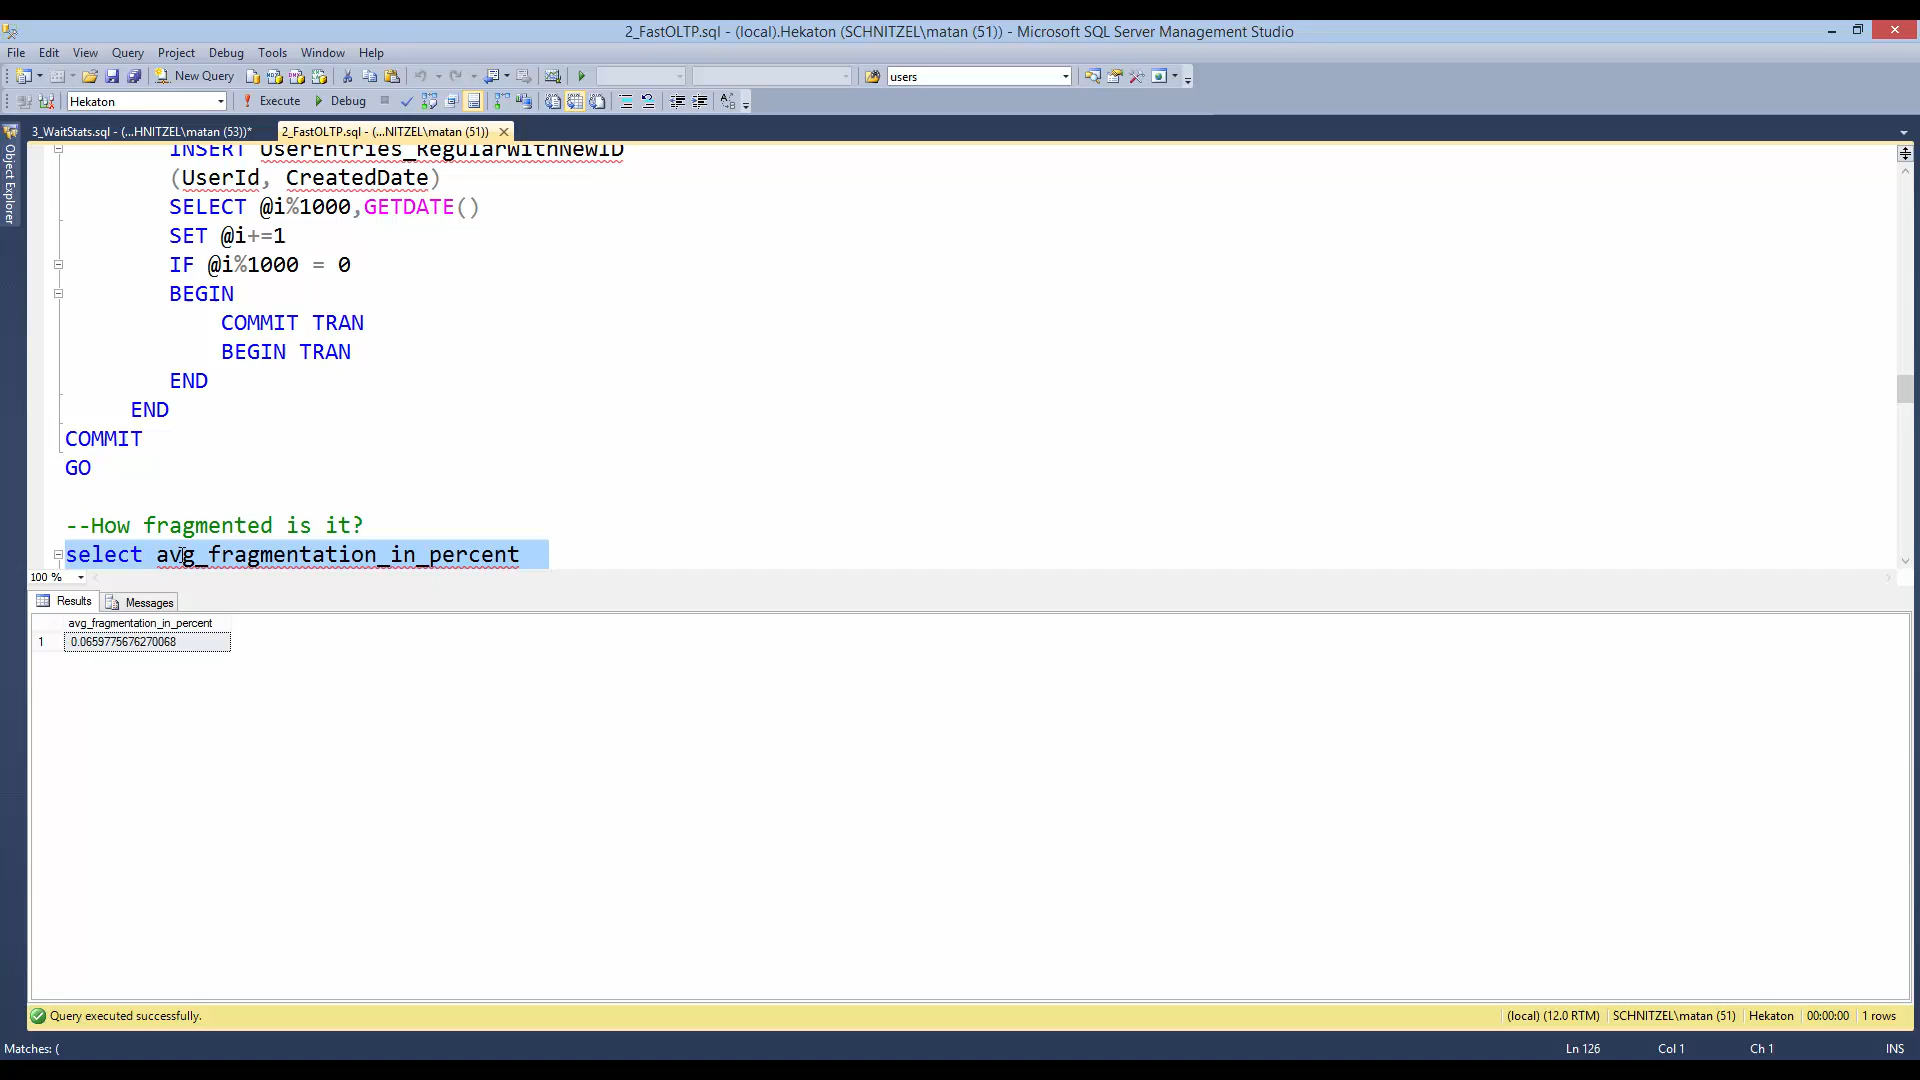 2_FastOLTP.sql - (local).Hekaton (SCHNITZEL\matan (51)) - Microsoft SQL Server Management Studio
File Edit View Query Project Debug Tools Window Help
New Query users
Hekaton Execute Debug
3_WaitStats.sql - (...HNITZEL\matan (53))* 2_FastOLTP.sql - (...NITZEL\matan (51))
Object Explorer
INSERT UserEntries_RegularWithNewID
(UserId, CreatedDate)
SELECT @i%1000,GETDATE()
SET @i+=1
IF @i%1000 = 0
BEGIN
COMMIT TRAN
BEGIN TRAN
END
END
COMMIT
GO
--How fragmented is it?
select avg_fragmentation_in_percent
100 %
Results Messages
avg_fragmentation_in_percent
1 0.0659775676270068
Query executed successfully. (local) (12.0 RTM) SCHNITZEL\matan (51) Hekaton 00:00:00 1 rows
Matches: ( Ln 126 Col 1 Ch 1 INS